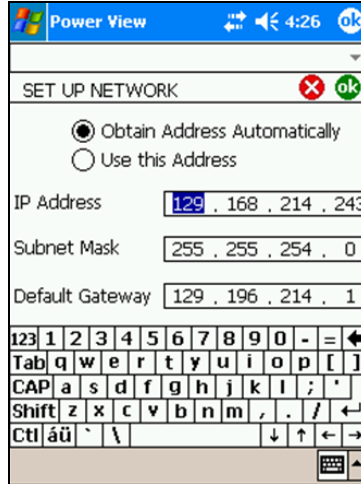 Power View 4:26 ok
SET UP NETWORK ok
Obtain Address Automatically
Use this Address
IP Address 129 . 168 . 214 . 243
Subnet Mask 255 . 255 . 254 . 0
Default Gateway 129 . 196 . 214 . 1
123 1 2 3 4 5 6 7 8 9 0 - =
Tab q w e r t y u i o p [ ]
CAP a s d f g h j k l ; '
Shift z x c v b n m , . /
Ctl áü ` \